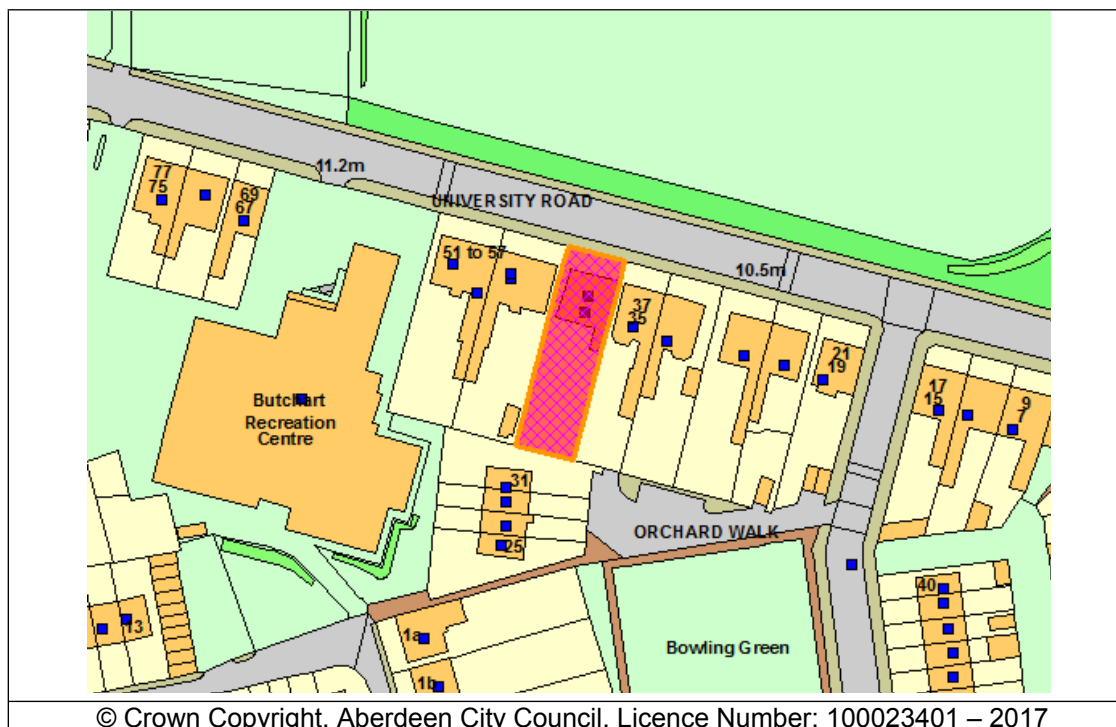 11.2m
UNIVERSITY ROAD
77
75
69
67
51 to 57
10.5m
37
35
21
19
17
15
9
7
Butchart
Recreation
Centre
31
25
ORCHARD WALK
40
13
1a
1b
Bowling Green
© Crown Copyright. Aberdeen City Council. Licence Number: 100023401 – 2017